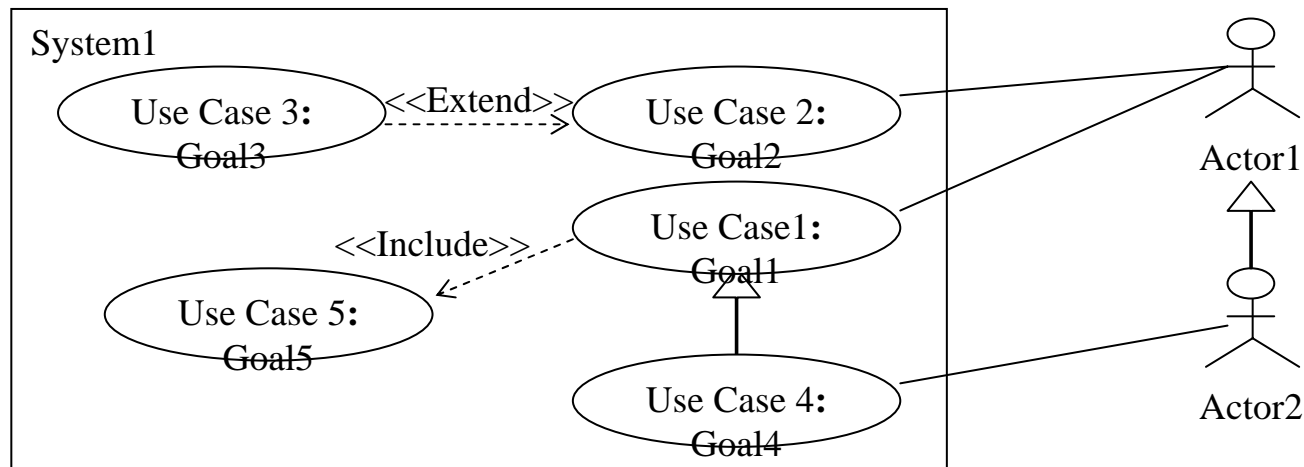 System1
Use Case 3:
Goal3
<<Extend>>
Use Case 2:
Goal2
Actor1
Use Case1:
Goal1
<<Include>>
Use Case 5:
Goal5
Use Case 4:
Goal4
Actor2